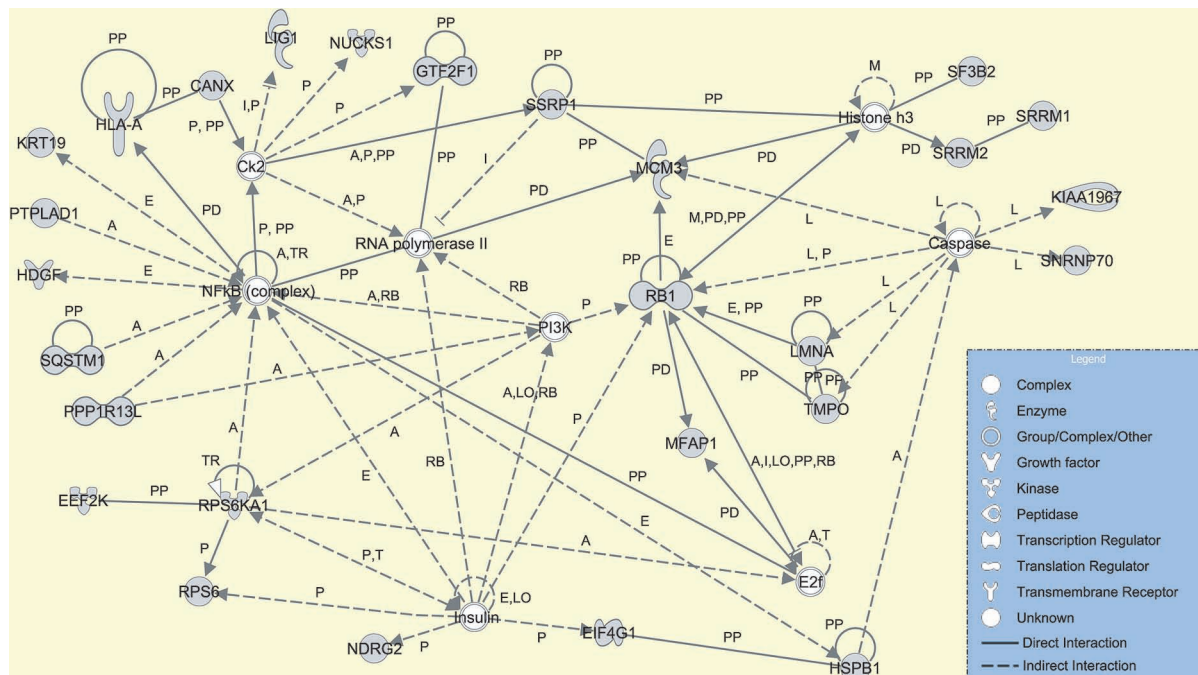 PP
LIG1
NUCKS1
PP
GTF2F1
PP
CANX
PP
HLA-A
I,P
P
P
P, PP
PP
SSRP1
M
PP
SF3B2
PP
Histone h3
SRRM1
PP
PD
SRRM2
KRT19
Ck2
A,P,PP
PP
I
PP
MCM3
PD
KIAA1967
PTPLAD1
E
A
PD
P, PP
A,P
PD
M,PD,PP
L
L
L
Caspase
L
SNRNP70
HDGF
E
A,TR
RNA polymerase II
PP
NFkB (complex)
E
PP
RB1
L, P
A,RB
RB
PI3K
P
E, PP
PP
L
L
LMNA
PP
SQSTM1
A
A
A
PP
PP
PP
TMPO
PPP1R13L
A,LO,RB
PD
MFAP1
P
A
A
TR
EEF2K
PP
RPS6KA1
RB
E
PP
A,I,LO,PP,RB
A
PD
E
P
P,T
A
A,T
E2f
RPS6
P
E,LO
Insulin
NDRG2
P
P
EIF4G1
PP
PP
HSPB1
Legend
Complex
Enzyme
Group/Complex/Other
Growth factor
Kinase
Peptidase
Transcription Regulator
Translation Regulator
Transmembrane Receptor
Unknown
Direct Interaction
Indirect Interaction